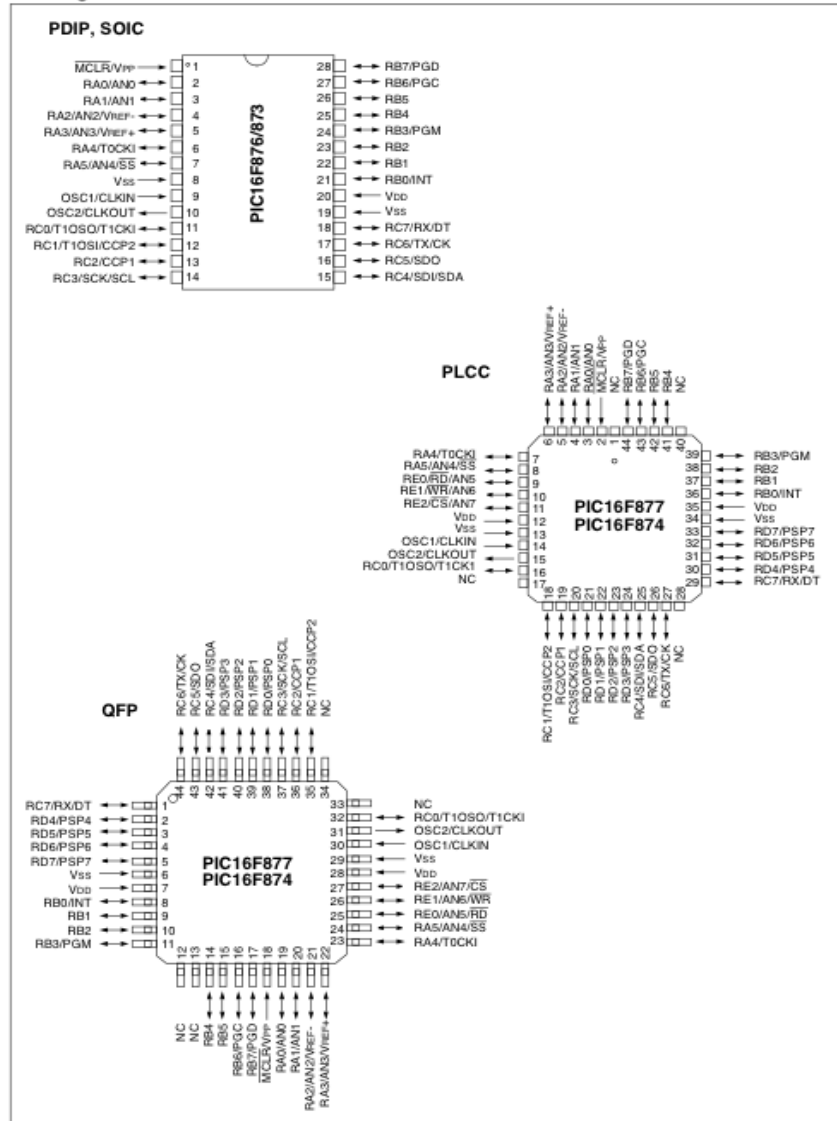 PDIP, SOIC
MCLR/VPP 1
RA0/AN0 2
RA1/AN1 3
RA2/AN2/VREF- 4
RA3/AN3/VREF+ 5
RA4/T0CKI 6
RA5/AN4/SS 7
VSS 8
OSC1/CLKIN 9
OSC2/CLKOUT 10
RC0/T1OSO/T1CKI 11
RC1/T1OSI/CCP2 12
RC2/CCP1 13
RC3/SCK/SCL 14
PIC16F876/873
28 RB7/PGD
27 RB6/PGC
26 RB5
25 RB4
24 RB3/PGM
23 RB2
22 RB1
21 RB0/INT
20 VDD
19 VSS
18 RC7/RX/DT
17 RC6/TX/CK
16 RC5/SDO
15 RC4/SDI/SDA
PLCC
RA3/AN3/VREF+ 6
RA2/AN2/VREF- 5
RA1/AN1 4
RA0/AN0 3
MCLR/VPP 2
NC 1
RB7/PGD 44
RB6/PGC 43
RB5 42
RB4 41
NC 40
RA4/T0CKI 7
RA5/AN4/SS 8
RE0/RD/AN5 9
RE1/WR/AN6 10
RE2/CS/AN7 11
VDD 12
VSS 13
OSC1/CLKIN 14
OSC2/CLKOUT 15
RC0/T1OSO/T1CK1 16
NC 17
PIC16F877
PIC16F874
39 RB3/PGM
38 RB2
37 RB1
36 RB0/INT
35 VDD
34 VSS
33 RD7/PSP7
32 RD6/PSP6
31 RD5/PSP5
30 RD4/PSP4
29 RC7/RX/DT
18 RC1/T1OSI/CCP2
19 RC2/CCP1
20 RC3/SCK/SCL
21 RD0/PSP0
22 RD1/PSP1
23 RD2/PSP2
24 RD3/PSP3
25 RC4/SDI/SDA
26 RC5/SDO
27 RC6/TX/CK
28 NC
QFP
RC6/TX/CK 44
RC5/SDO 43
RC4/SDI/SDA 42
RD3/PSP3 41
RD2/PSP2 40
RD1/PSP1 39
RD0/PSP0 38
RC3/SCK/SCL 37
RC2/CCP1 36
RC1/T1OSI/CCP2 35
NC 34
RC7/RX/DT 1
RD4/PSP4 2
RD5/PSP5 3
RD6/PSP6 4
RD7/PSP7 5
VSS 6
VDD 7
RB0/INT 8
RB1 9
RB2 10
RB3/PGM 11
PIC16F877
PIC16F874
33 NC
32 RC0/T1OSO/T1CKI
31 OSC2/CLKOUT
30 OSC1/CLKIN
29 VSS
28 VDD
27 RE2/AN7/CS
26 RE1/AN6/WR
25 RE0/AN5/RD
24 RA5/AN4/SS
23 RA4/T0CKI
12 NC
13 NC
14 RB4
15 RB5
16 RB6/PGC
17 RB7/PGD
18 MCLR/VPP
19 RA0/AN0
20 RA1/AN1
21 RA2/AN2/VREF-
22 RA3/AN3/VREF+